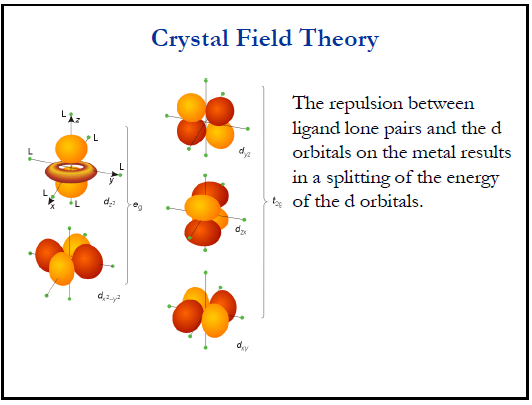 Crystal Field Theory
The repulsion between
ligand lone pairs and the d
orbitals on the metal results
in a splitting of the energy
of the d orbitals.
L z
L
L
L
y
L
x
L
dz²
eg
dx²-y²
dyz
dzx
t2g
dxy